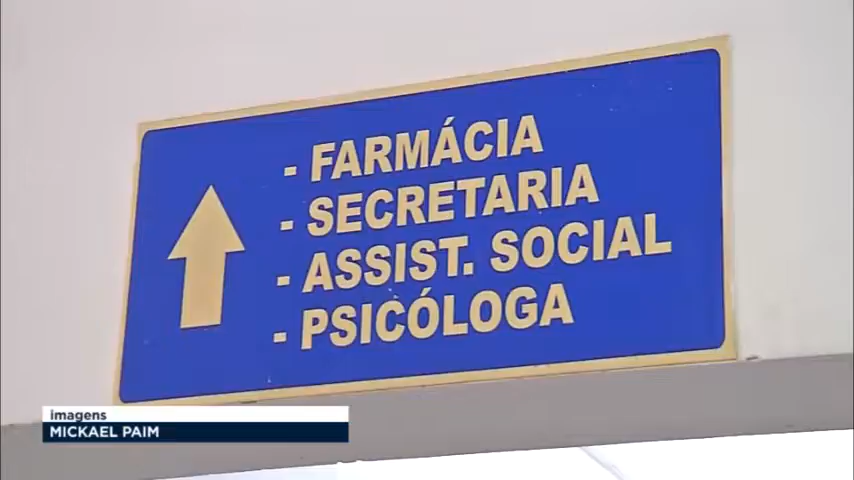 - FARMÁCIA
- SECRETARIA
- ASSIST. SOCIAL
- PSICÓLOGA
imagens
MICKAEL PAIM